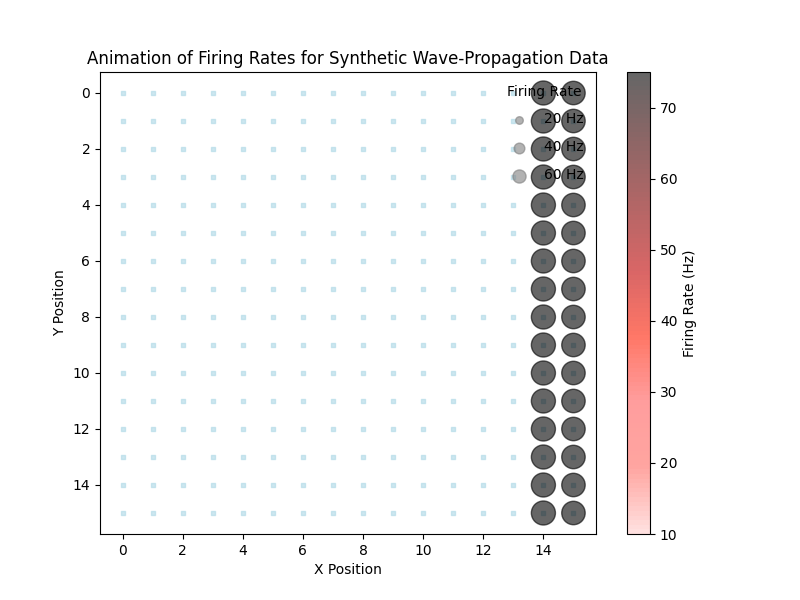 Animation of Firing Rates for Synthetic Wave-Propagation Data
Firing Rate
20 Hz
40 Hz
60 Hz
0
2
4
6
8
10
12
14
Y Position
0
2
4
6
8
10
12
14
X Position
70
60
50
40
30
20
10
Firing Rate (Hz)